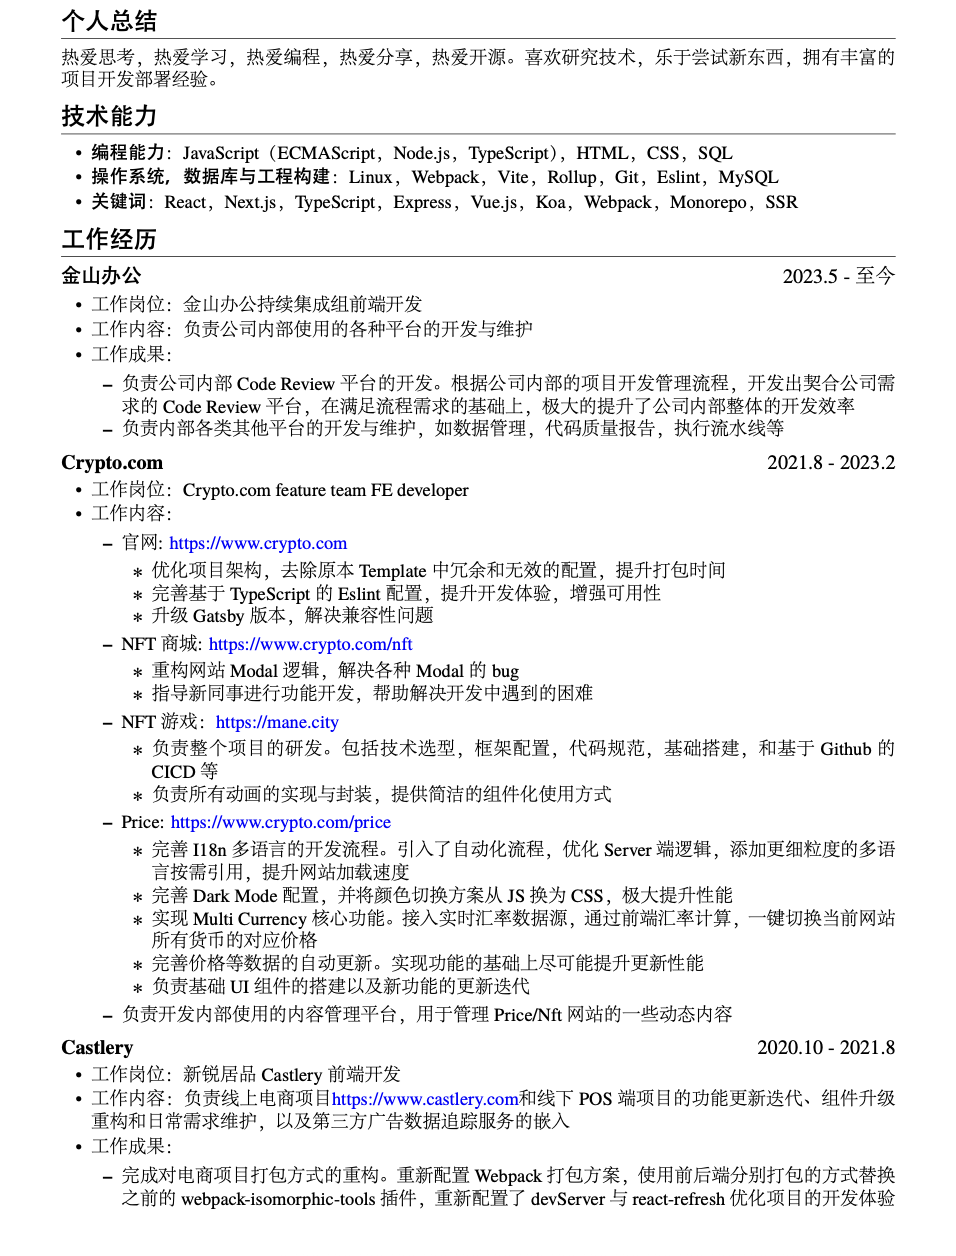 个人总结
热爱思考，热爱学习，热爱编程，热爱分享，热爱开源。喜欢研究技术，乐于尝试新东西，拥有丰富的
项目开发部署经验。
技术能力
• 编程能力：JavaScript（ECMAScript，Node.js，TypeScript），HTML，CSS，SQL
• 操作系统，数据库与工程构建：Linux，Webpack，Vite，Rollup，Git，Eslint，MySQL
• 关键词：React，Next.js，TypeScript，Express，Vue.js，Koa，Webpack，Monorepo，SSR
工作经历
金山办公 2023.5 - 至今
• 工作岗位：金山办公持续集成组前端开发
• 工作内容：负责公司内部使用的各种平台的开发与维护
• 工作成果：
– 负责公司内部 Code Review 平台的开发。根据公司内部的项目开发管理流程，开发出契合公司需
求的 Code Review 平台，在满足流程需求的基础上，极大的提升了公司内部整体的开发效率
– 负责内部各类其他平台的开发与维护，如数据管理，代码质量报告，执行流水线等
Crypto.com 2021.8 - 2023.2
• 工作岗位：Crypto.com feature team FE developer
• 工作内容：
– 官网: https://www.crypto.com
∗ 优化项目架构，去除原本 Template 中冗余和无效的配置，提升打包时间
∗ 完善基于 TypeScript 的 Eslint 配置，提升开发体验，增强可用性
∗ 升级 Gatsby 版本，解决兼容性问题
– NFT 商城: https://www.crypto.com/nft
∗ 重构网站 Modal 逻辑，解决各种 Modal 的 bug
∗ 指导新同事进行功能开发，帮助解决开发中遇到的困难
– NFT 游戏：https://mane.city
∗ 负责整个项目的研发。包括技术选型，框架配置，代码规范，基础搭建，和基于 Github 的
CICD 等
∗ 负责所有动画的实现与封装，提供简洁的组件化使用方式
– Price: https://www.crypto.com/price
∗ 完善 I18n 多语言的开发流程。引入了自动化流程，优化 Server 端逻辑，添加更细粒度的多语
言按需引用，提升网站加载速度
∗ 完善 Dark Mode 配置，并将颜色切换方案从 JS 换为 CSS，极大提升性能
∗ 实现 Multi Currency 核心功能。接入实时汇率数据源，通过前端汇率计算，一键切换当前网站
所有货币的对应价格
∗ 完善价格等数据的自动更新。实现功能的基础上尽可能提升更新性能
∗ 负责基础 UI 组件的搭建以及新功能的更新迭代
– 负责开发内部使用的内容管理平台，用于管理 Price/Nft 网站的一些动态内容
Castlery 2020.10 - 2021.8
• 工作岗位：新锐居品 Castlery 前端开发
• 工作内容：负责线上电商项目https://www.castlery.com和线下 POS 端项目的功能更新迭代、组件升级
重构和日常需求维护，以及第三方广告数据追踪服务的嵌入
• 工作成果：
– 完成对电商项目打包方式的重构。重新配置 Webpack 打包方案，使用前后端分别打包的方式替换
之前的 webpack-isomorphic-tools 插件，重新配置了 devServer 与 react-refresh 优化项目的开发体验